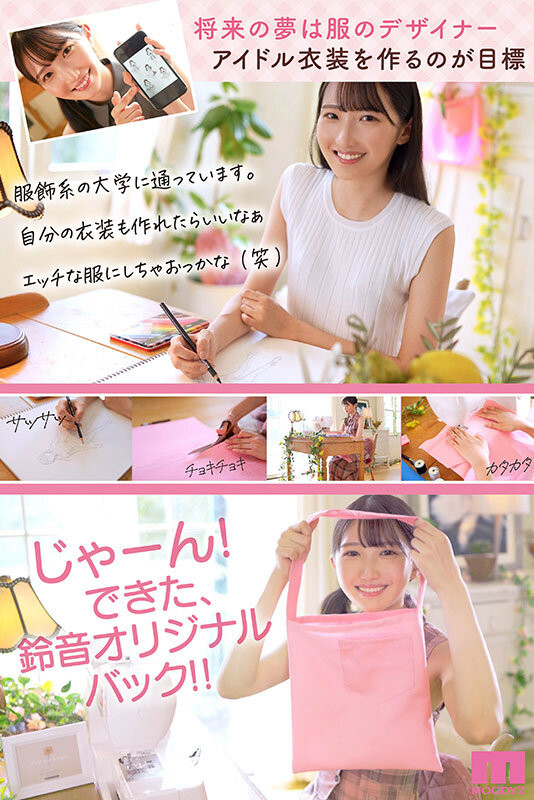 将来の夢は服のデザイナー
アイドル衣装を作るのが目標
服飾系の大学に通っています。
自分の衣装も作れたらいいなぁ
エッチな服にしちゃおっかな(笑)
サッサッ
チョキチョキ
カタカタ
じゃーん!
できた、
鈴音オリジナル
バック!!
m
MOODYZ